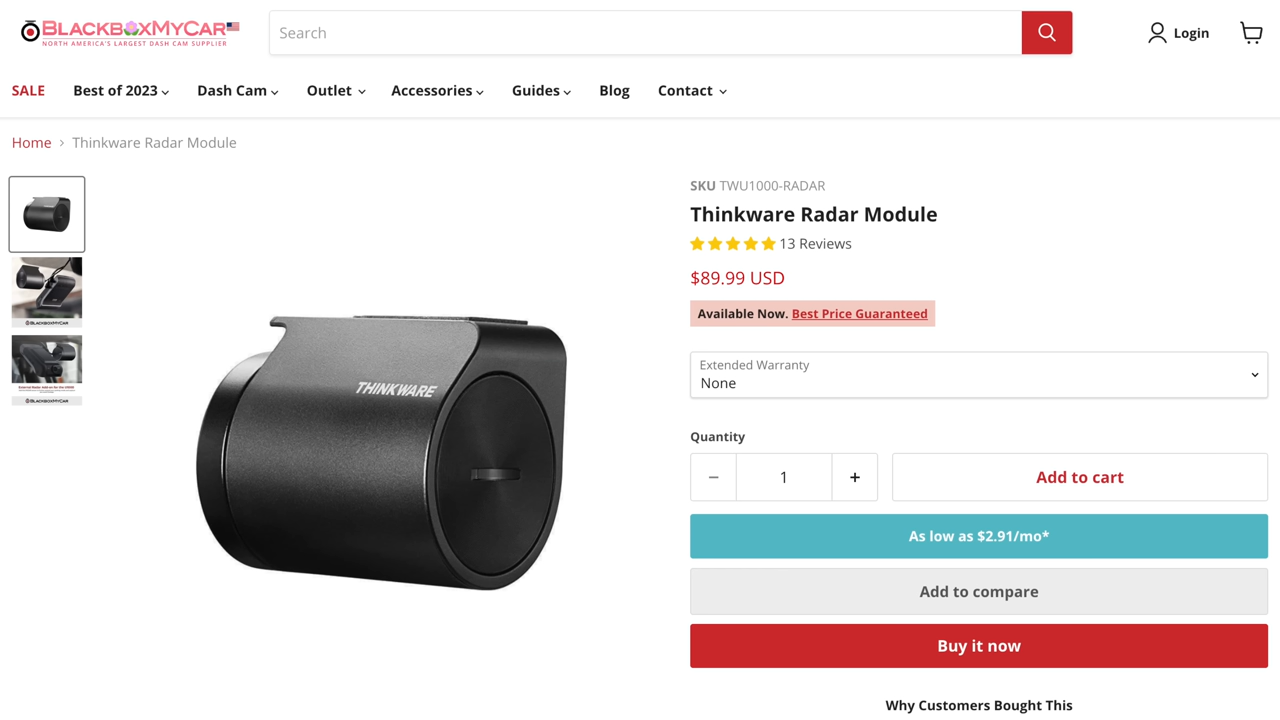 BLACKBOXMYCAR
NORTH AMERICA'S LARGEST DASH CAM SUPPLIER
Search
Login
SALE
Best of 2023
Dash Cam
Outlet
Accessories
Guides
Blog
Contact
Home > Thinkware Radar Module
BLACKBOXMYCAR
BLACKBOXMYCAR
THINKWARE
SKU TWU1000-RADAR
Thinkware Radar Module
13 Reviews
$89.99 USD
Available Now. Best Price Guaranteed
Extended Warranty
None
Quantity
− 1 +
Add to cart
As low as $2.91/mo*
Add to compare
Buy it now
Why Customers Bought This